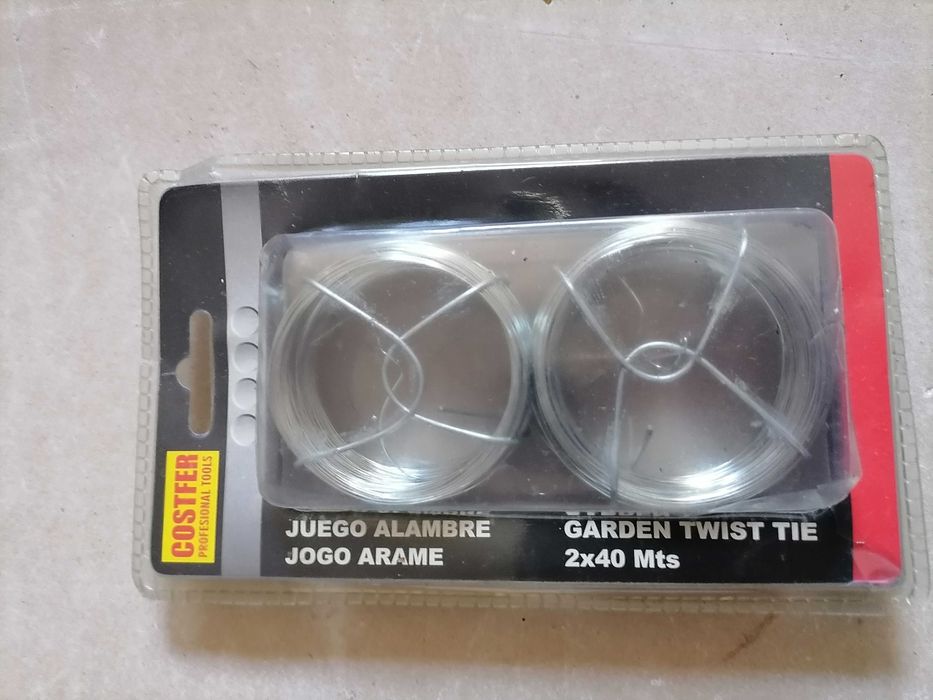 COSTFER
PROFESIONAL TOOLS
JUEGO ALAMBRE
JOGO ARAME
GARDEN TWIST TIE
2x40 Mts